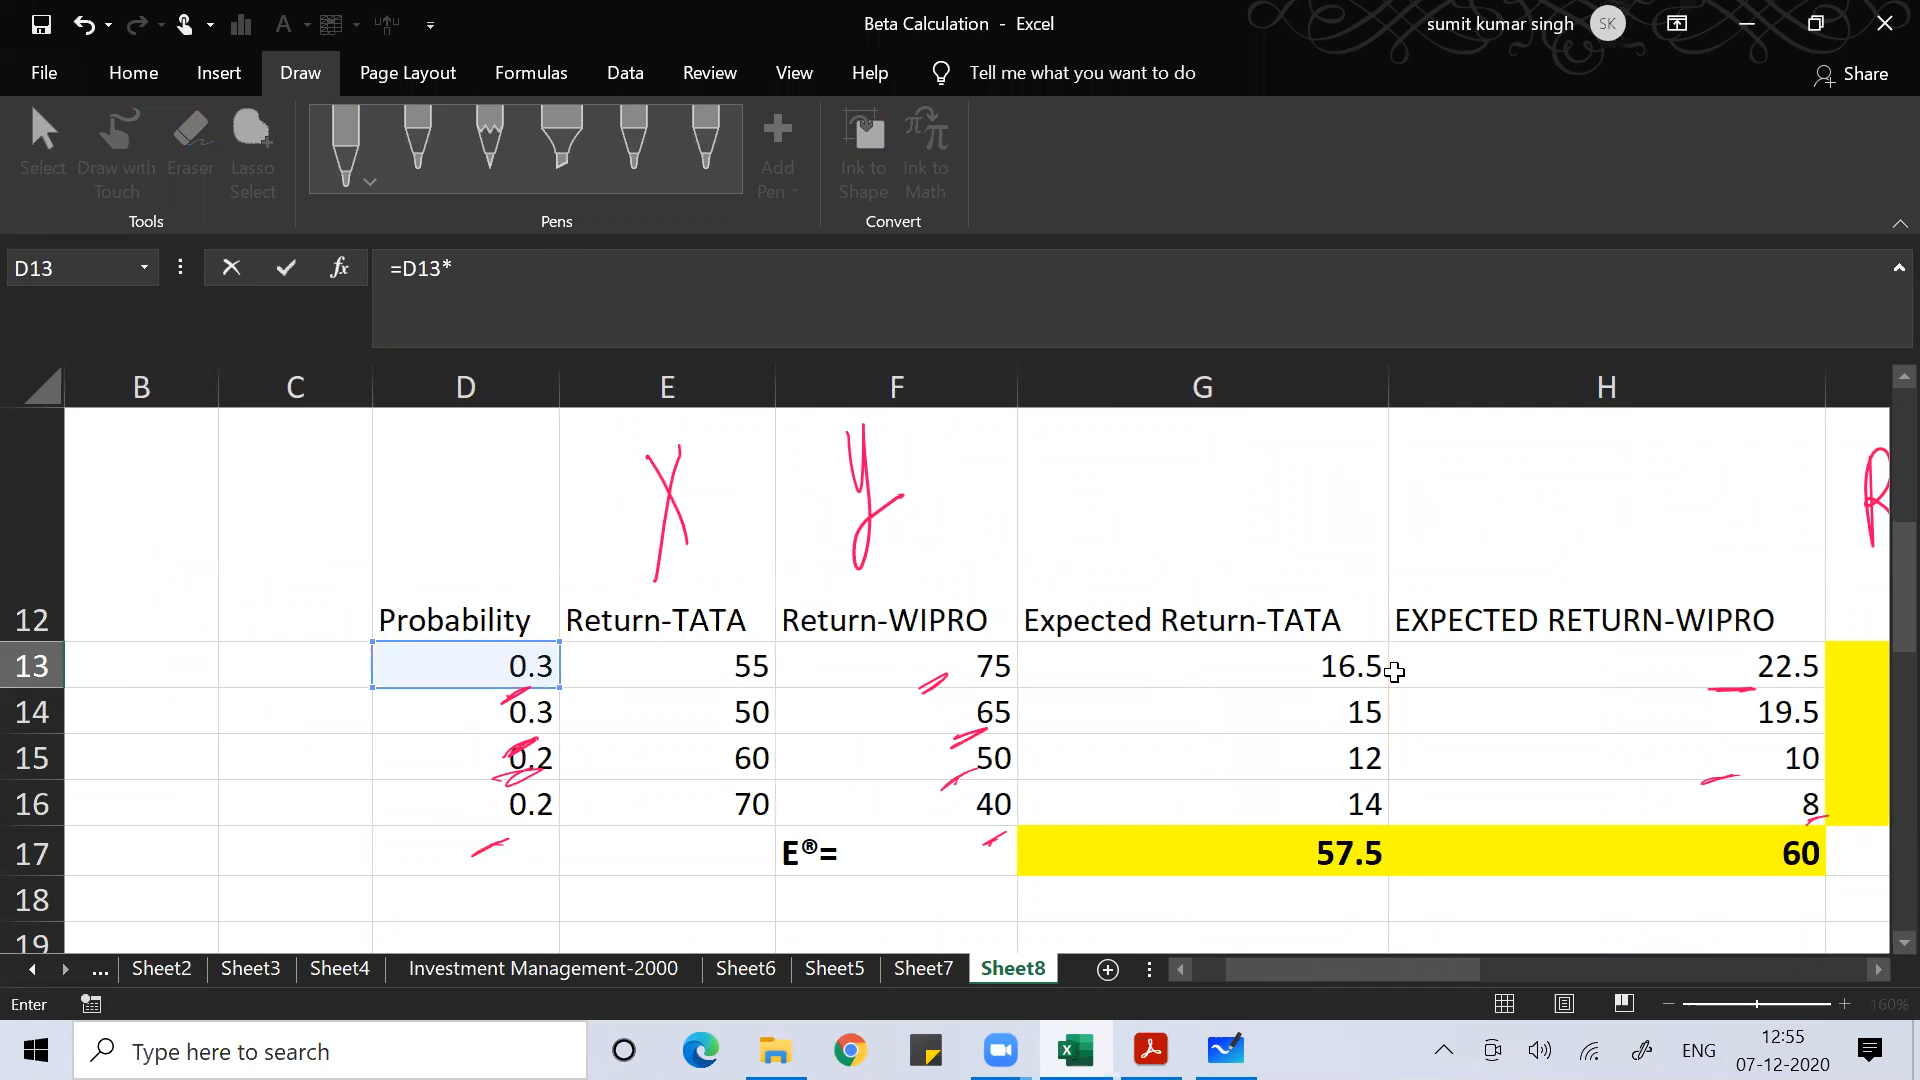 Beta Calculation - Excel
sumit kumar singh SK
File Home Insert Draw Page Layout Formulas Data Review View Help Tell me what you want to do Share
Select Draw with Touch Eraser Lasso Select Add Pen Ink to Shape Ink to Math
Tools Pens Convert
D13 fx =D13*
B C D E F G H
X y R
12 Probability Return-TATA Return-WIPRO Expected Return-TATA EXPECTED RETURN-WIPRO
13 0.3 55 75 16.5 22.5
14 0.3 50 65 15 19.5
15 0.2 60 50 12 10
16 0.2 70 40 14 8
17 E®= 57.5 60
18
19
... Sheet2 Sheet3 Sheet4 Investment Management-2000 Sheet6 Sheet5 Sheet7 Sheet8
Enter 160%
Type here to search ENG 12:55
07-12-2020